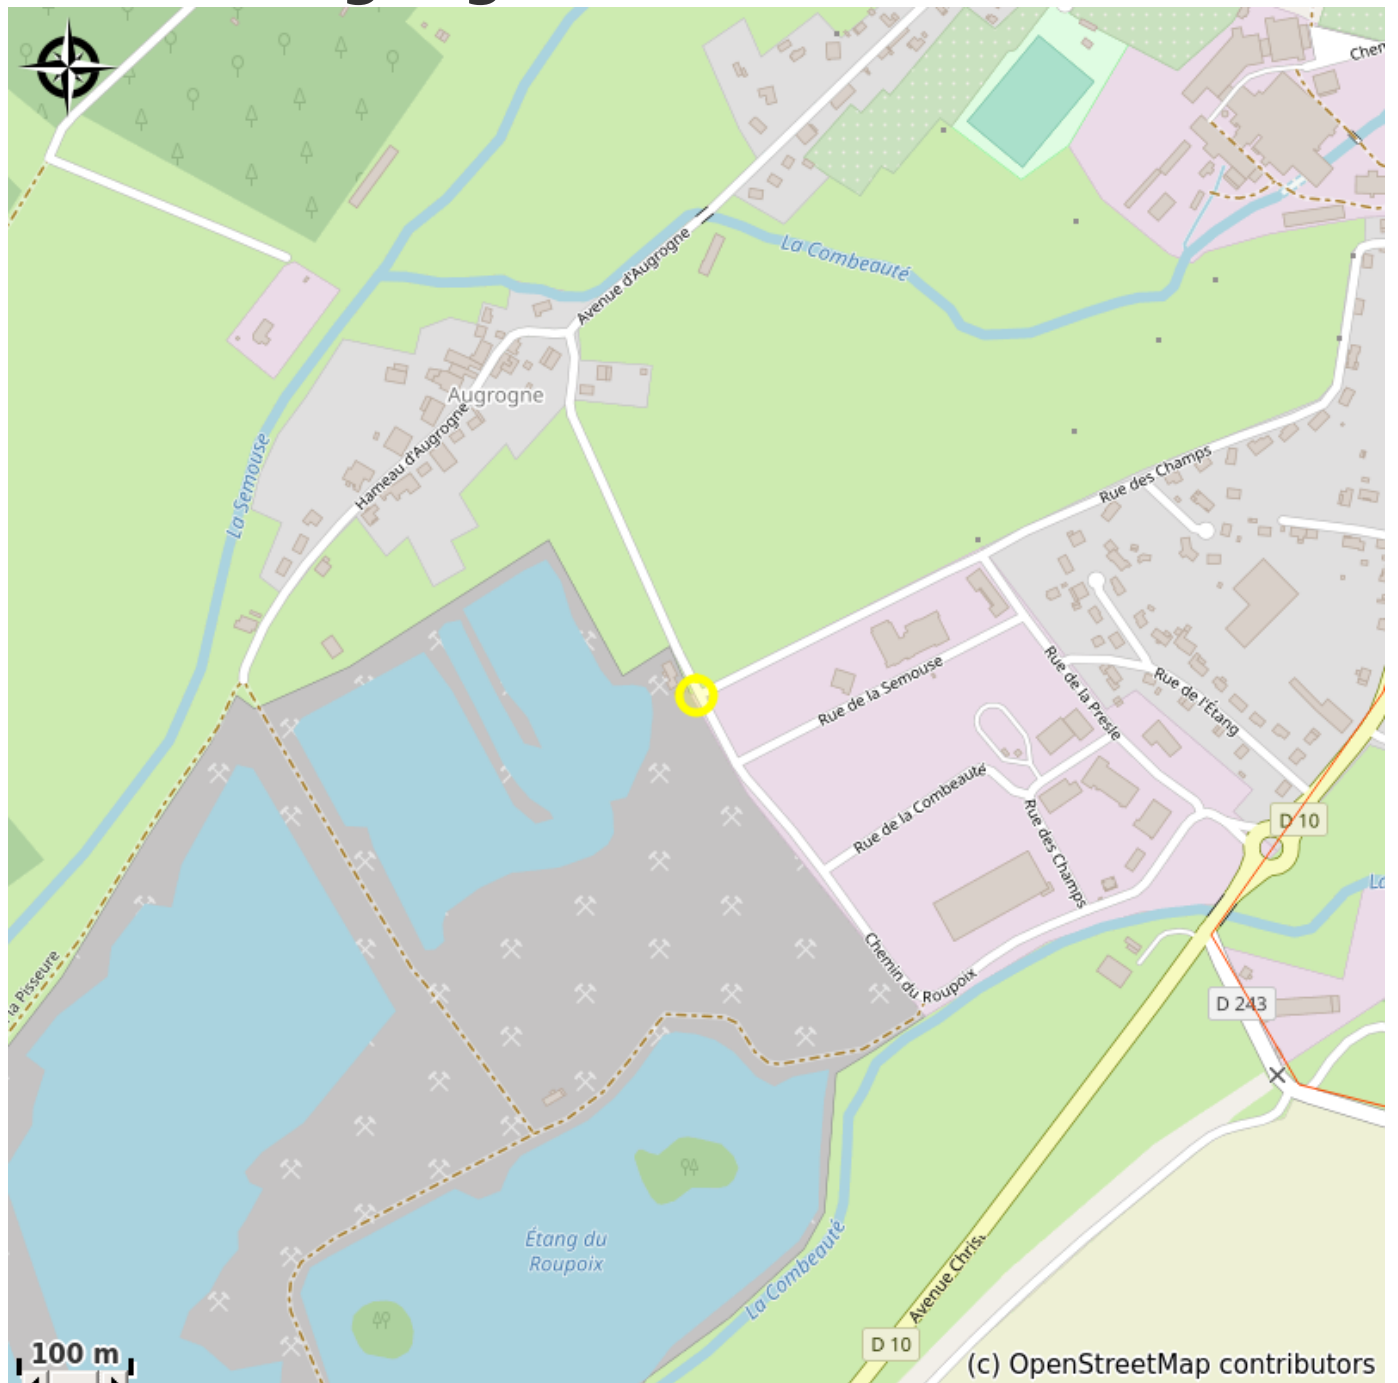 Chem
La Combeauté
Avenue d'Augrogne
Augrogne
Hameau d'Augrogne
La Semouse
Rue des Champs
Rue de la Semouse
Rue de la Presle
Rue de l'Étang
Rue de la Combeauté
Rue des Champs
D 10
La
la Pisseure
Chemin du Roupoix
D 243
Étang du
Roupoix
La Combeauté
Avenue Christ
D 10
100 m
(c) OpenStreetMap contributors